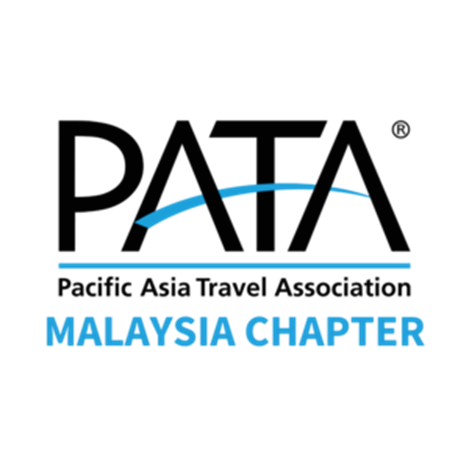 PATA®
Pacific Asia Travel Association
MALAYSIA CHAPTER